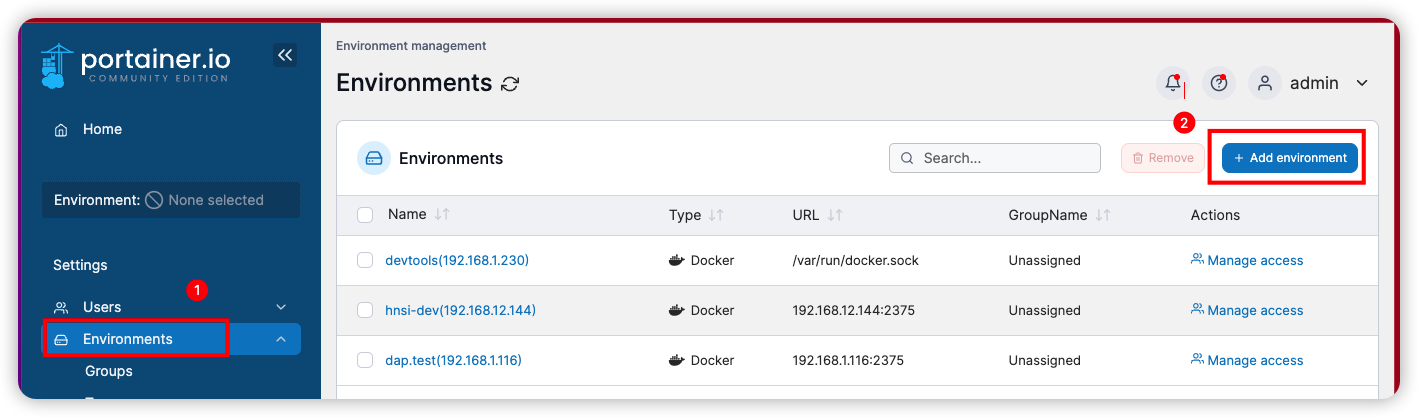 portainer.io
COMMUNITY EDITION
Home
Environment: None selected
Settings
1
Users
Environments
Groups
Environment management
Environments
admin
2
Environments
Search...
Remove
+ Add environment
Name Type URL GroupName Actions
devtools(192.168.1.230) Docker /var/run/docker.sock Unassigned Manage access
hnsi-dev(192.168.12.144) Docker 192.168.12.144:2375 Unassigned Manage access
dap.test(192.168.1.116) Docker 192.168.1.116:2375 Unassigned Manage access